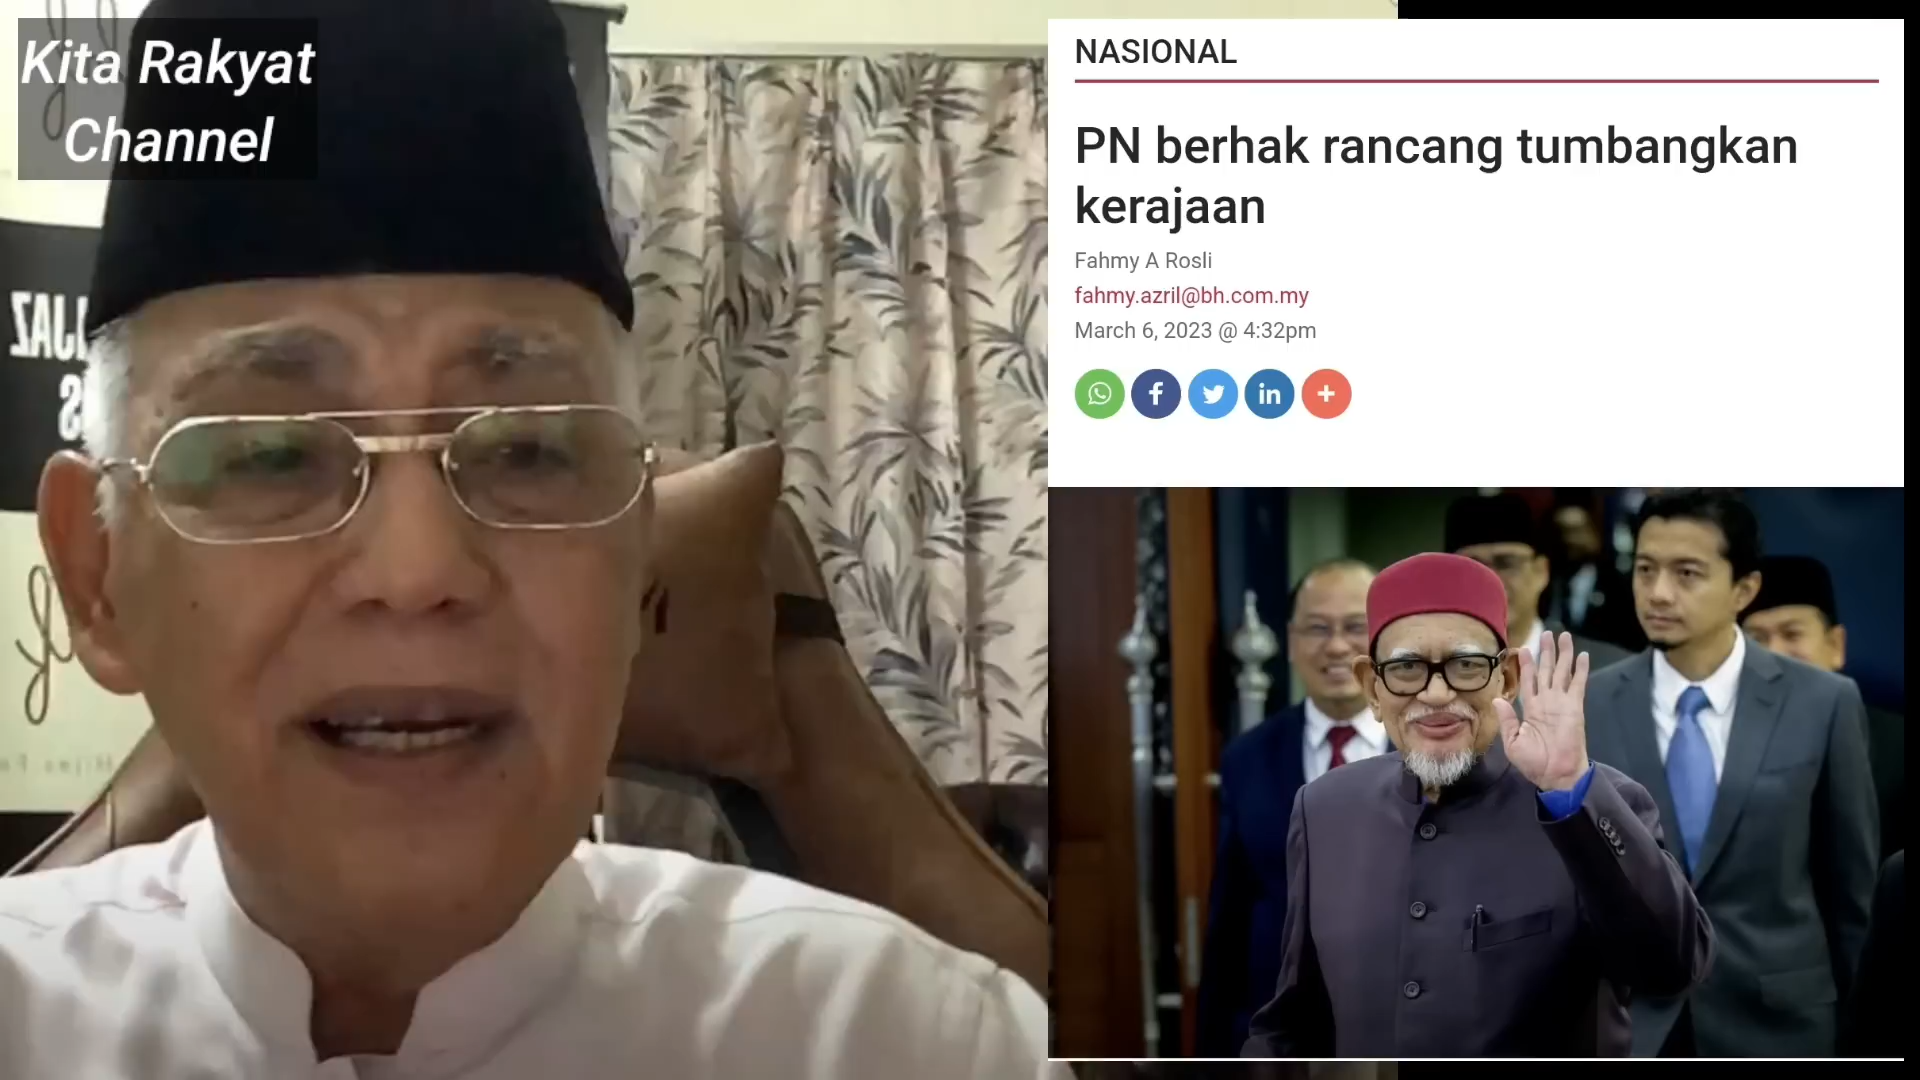 Kita Rakyat
Channel
NASIONAL
PN berhak rancang tumbangkan
kerajaan
Fahmy A Rosli
fahmy.azril@bh.com.my
March 6, 2023 @ 4:32pm